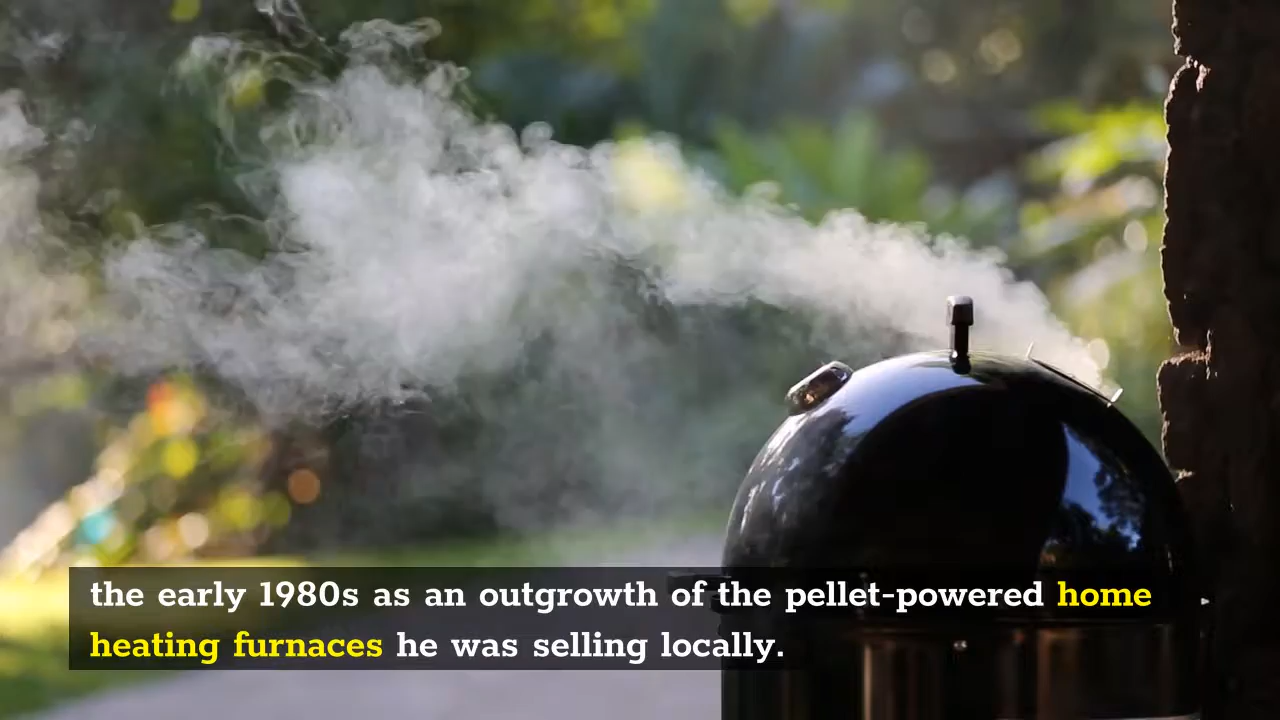 the early 1980s as an outgrowth of the pellet-powered home
heating furnaces he was selling locally.